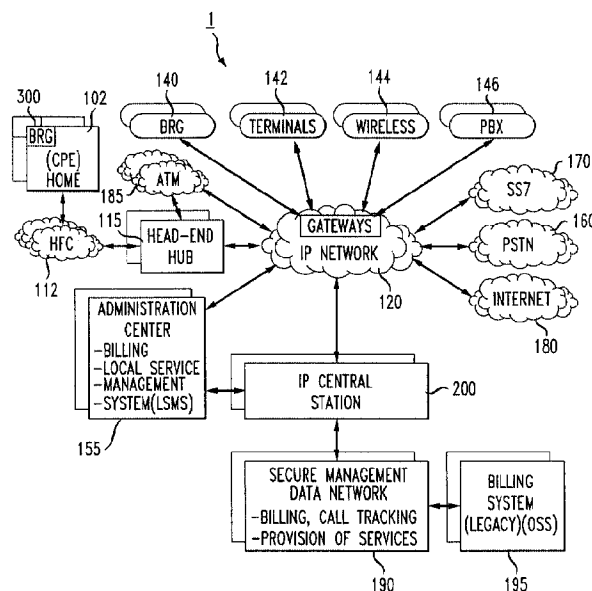 1
140
142
144
146
BRG
TERMINALS
WIRELESS
PBX
300
102
BRG
(CPE)
HOME
185
ATM
170
SS7
115
HEAD-END
HUB
GATEWAYS
IP NETWORK
160
PSTN
HFC
112
120
INTERNET
180
ADMINISTRATION
CENTER
-BILLING
-LOCAL SERVICE
-MANAGEMENT
-SYSTEM(LSMS)
155
IP CENTRAL
STATION
200
SECURE MANAGEMENT
DATA NETWORK
-BILLING, CALL TRACKING
-PROVISION OF SERVICES
190
BILLING
SYSTEM
(LEGACY)(OSS)
195